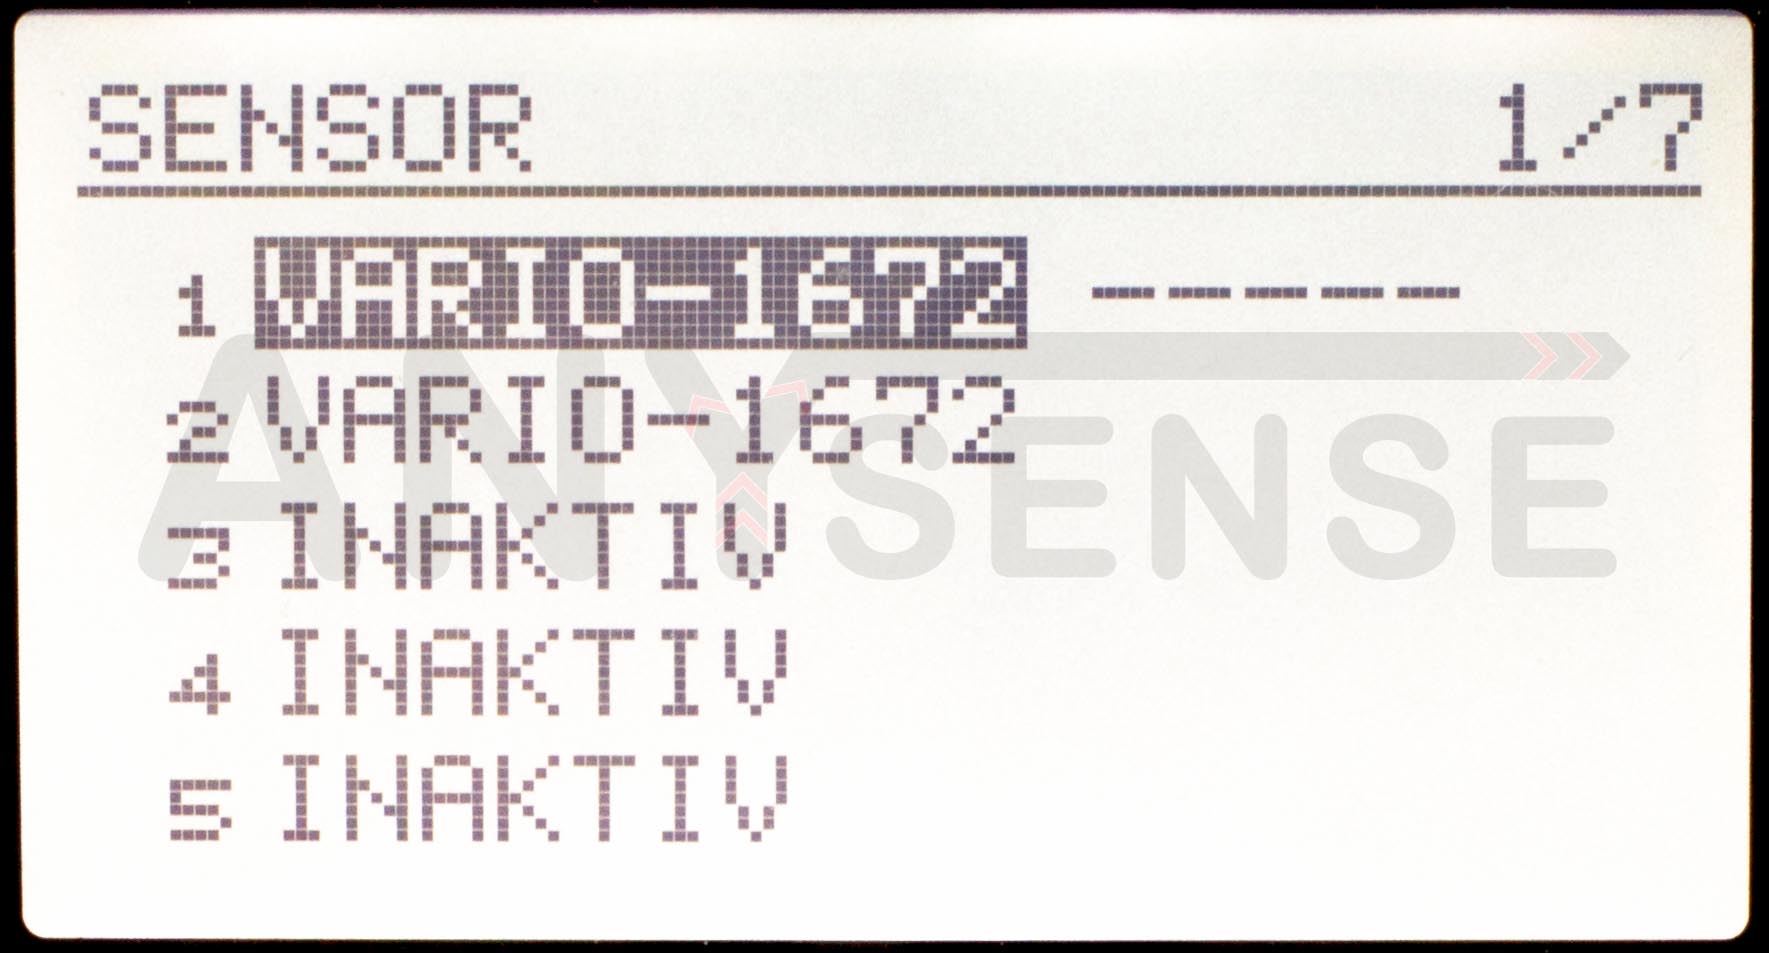 SENSOR 1/7
1 VARIO-1672 -----
2 VARIO-1672
3 INAKTIV
4 INAKTIV
5 INAKTIV
ANYSENSE